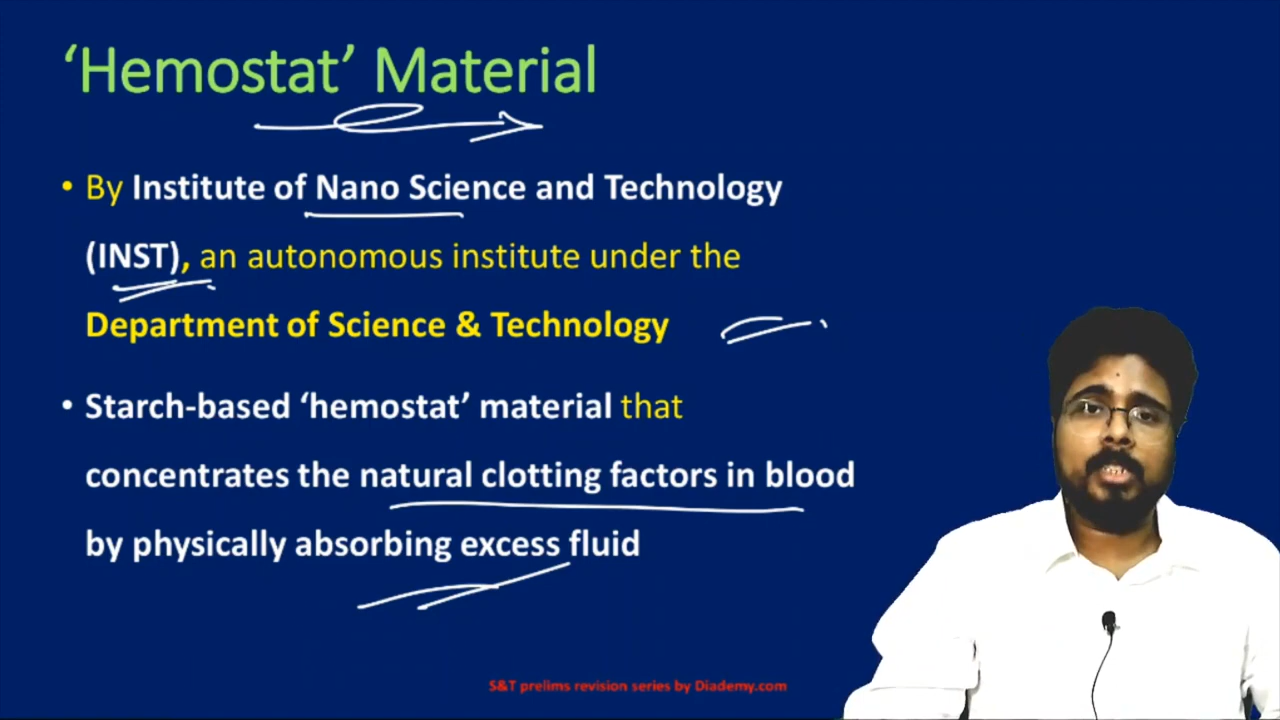 ‘Hemostat’ Material
• By Institute of Nano Science and Technology
(INST), an autonomous institute under the
Department of Science & Technology
• Starch-based ‘hemostat’ material that
concentrates the natural clotting factors in blood
by physically absorbing excess fluid
S&T prelims revision series by Diademy.com